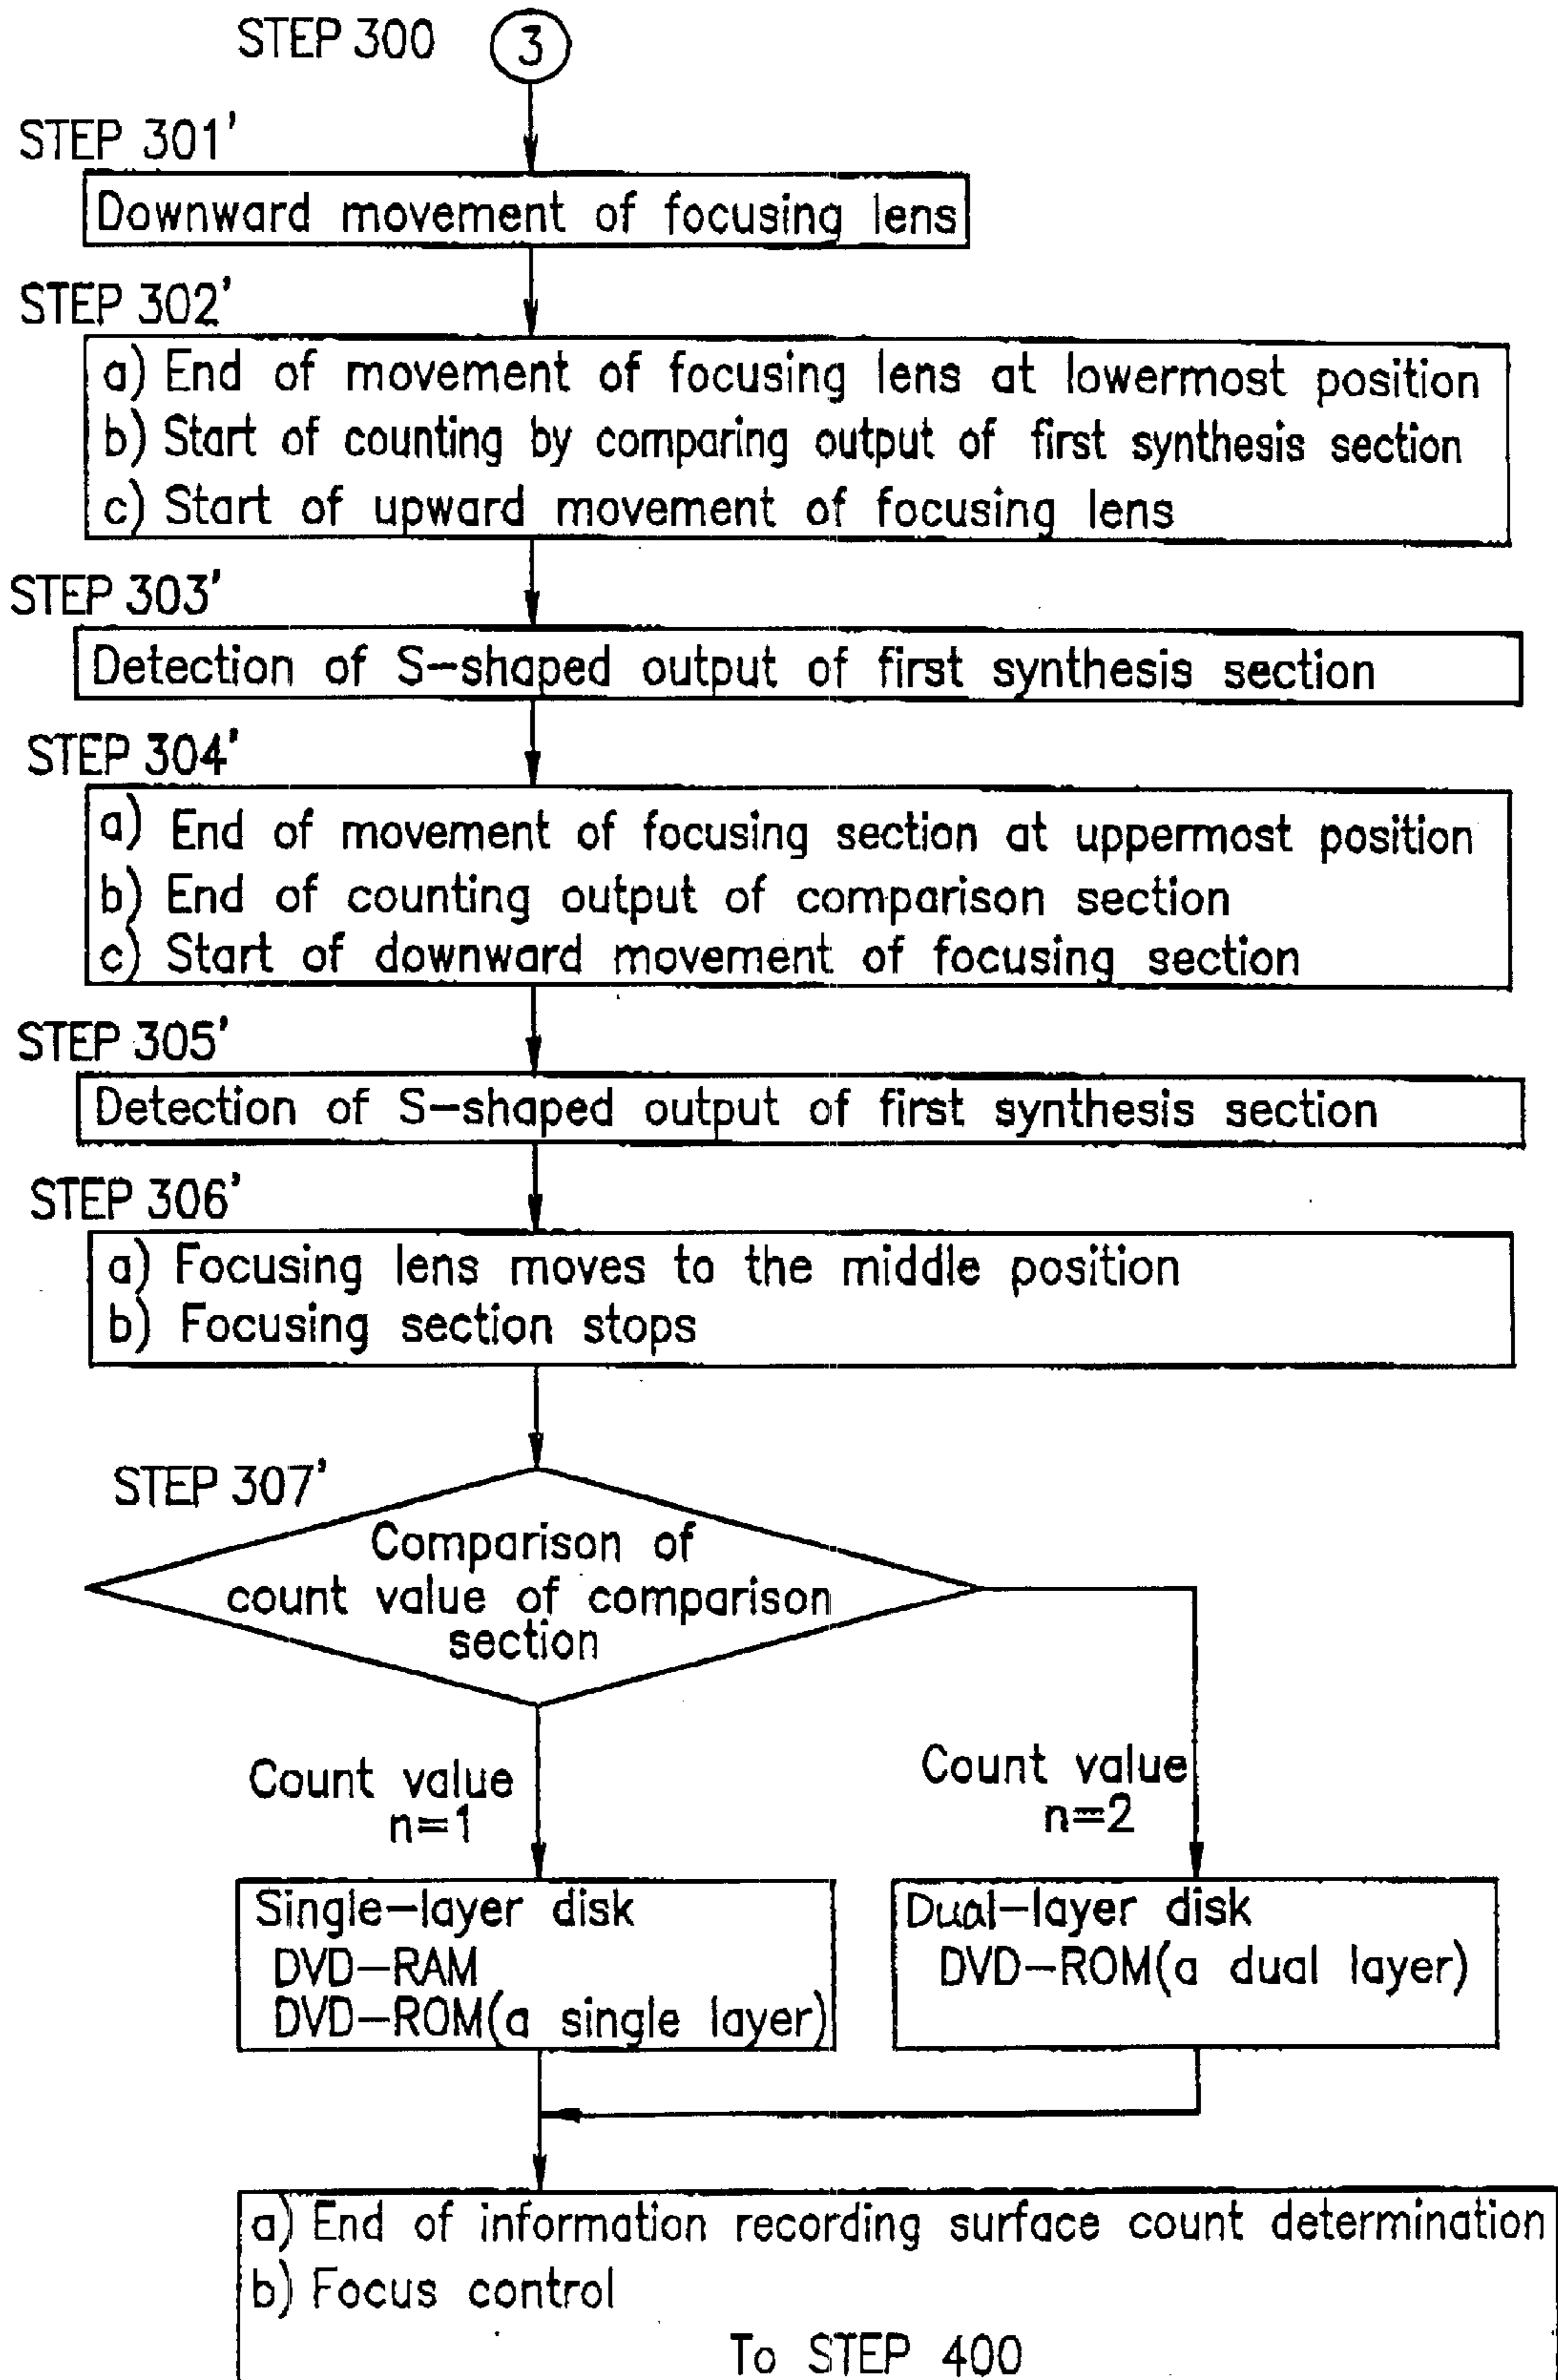 STEP 300 3
STEP 301'
Downward movement of focusing lens
STEP 302'
a) End of movement of focusing lens at lowermost position
b) Start of counting by comparing output of first synthesis section
c) Start of upward movement of focusing lens
STEP 303'
Detection of S-shaped output of first synthesis section
STEP 304'
a) End of movement of focusing section at uppermost position
b) End of counting output of comparison section
c) Start of downward movement of focusing section
STEP 305'
Detection of S-shaped output of first synthesis section
STEP 306'
a) Focusing lens moves to the middle position
b) Focusing section stops
STEP 307'
Comparison of
count value of comparison
section
Count value
n=1
Count value
n=2
Single-layer disk
DVD-RAM
DVD-ROM(a single layer)
Dual-layer disk
DVD-ROM(a dual layer)
a) End of information recording surface count determination
b) Focus control
To STEP 400